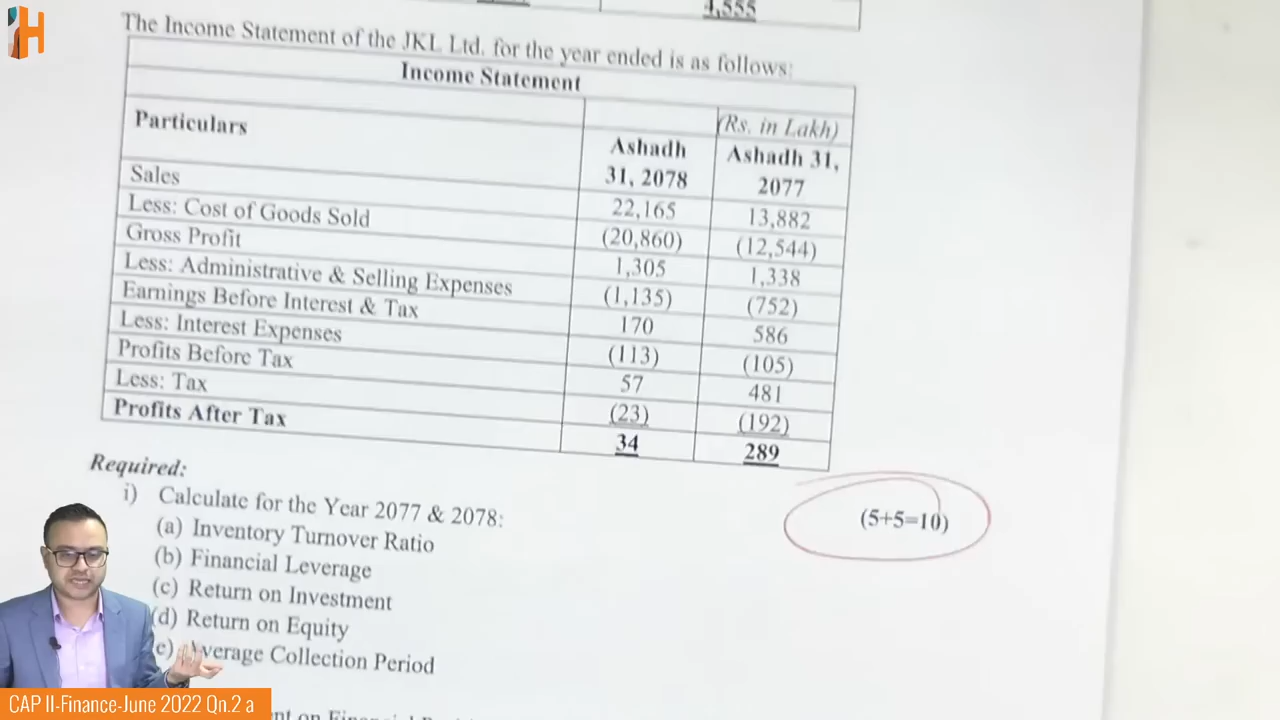 H
4,555
The Income Statement of the JKL Ltd. for the year ended is as follows:
Income Statement
(Rs. in Lakh)
Particulars Ashadh 31, 2078 Ashadh 31, 2077
Sales 22,165 13,882
Less: Cost of Goods Sold (20,860) (12,544)
Gross Profit 1,305 1,338
Less: Administrative & Selling Expenses (1,135) (752)
Earnings Before Interest & Tax 170 586
Less: Interest Expenses (113) (105)
Profits Before Tax 57 481
Less: Tax (23) (192)
Profits After Tax 34 289
Required:
i) Calculate for the Year 2077 & 2078:
(5+5=10)
(a) Inventory Turnover Ratio
(b) Financial Leverage
(c) Return on Investment
(d) Return on Equity
(e) Average Collection Period
CAP II-Finance-June 2022 Qn.2 a